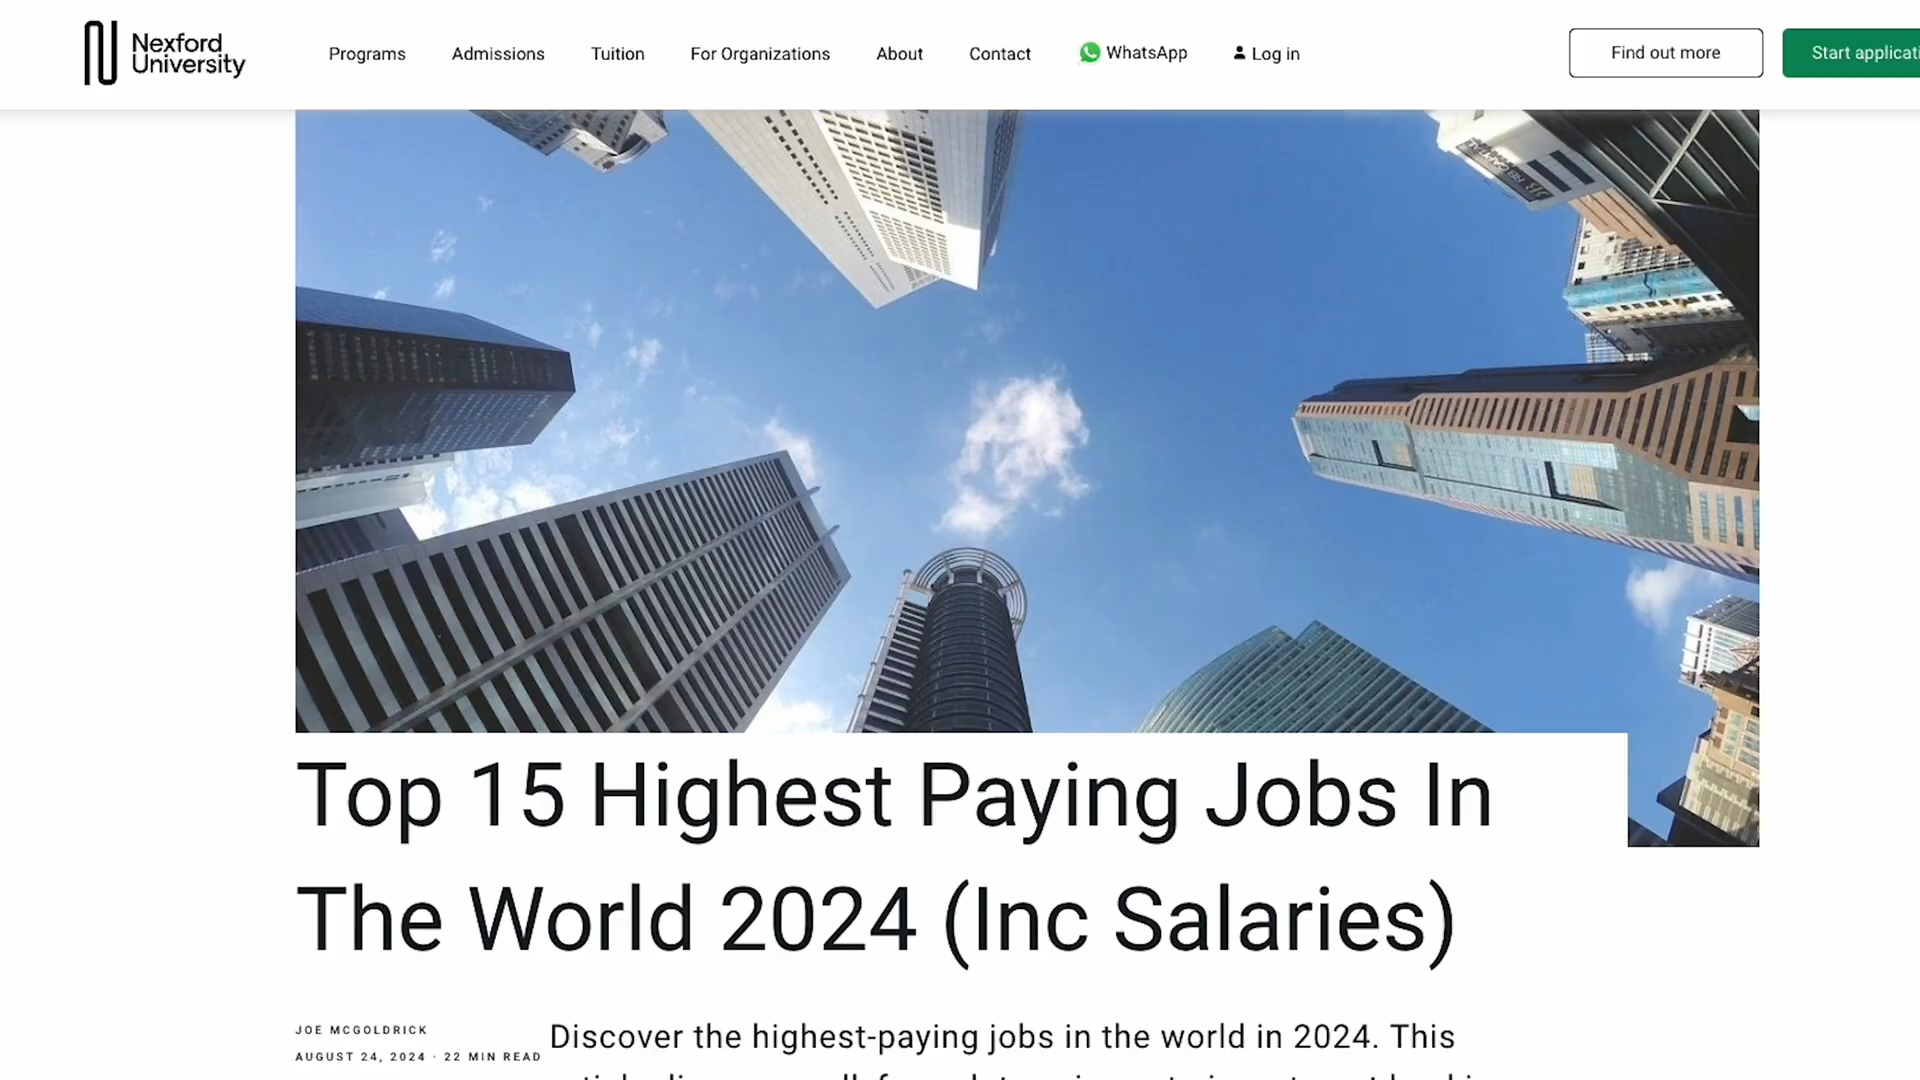 Nexford
University
Programs
Admissions
Tuition
For Organizations
About
Contact
WhatsApp
Log in
Find out more
Start applicati
Top 15 Highest Paying Jobs In
The World 2024 (Inc Salaries)
JOE MCGOLDRICK
AUGUST 24, 2024 · 22 MIN READ
Discover the highest-paying jobs in the world in 2024. This